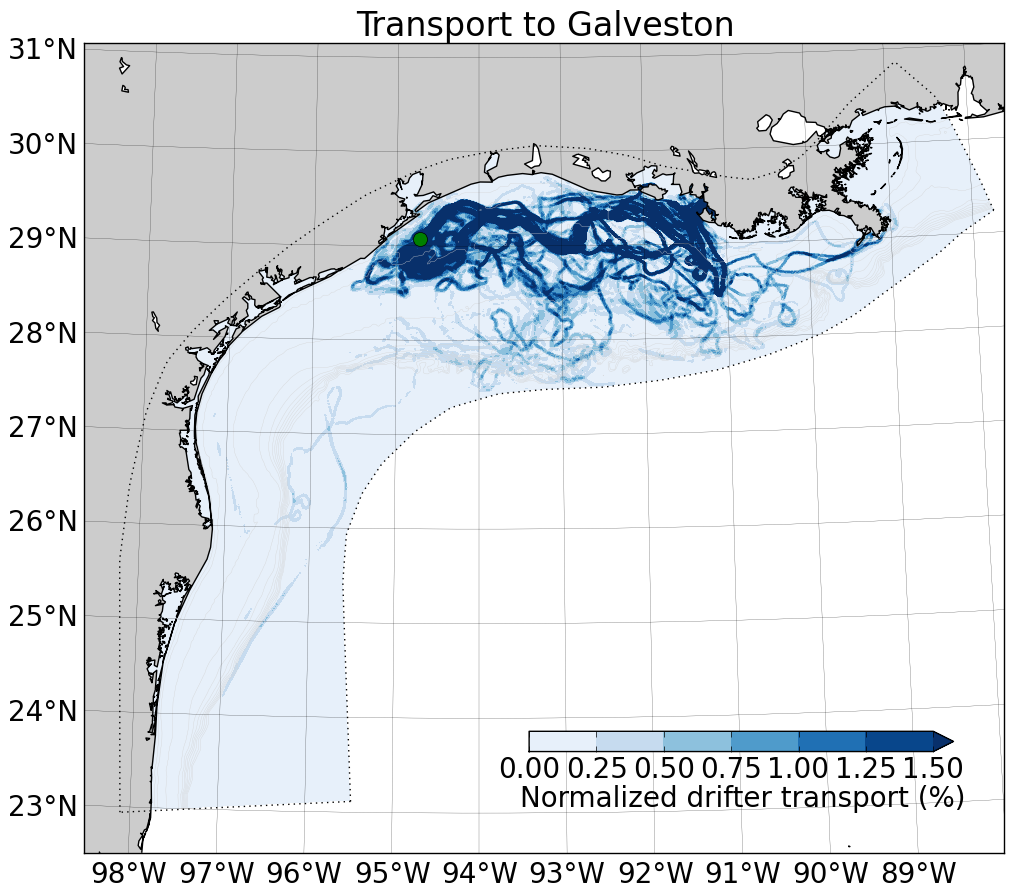 Transport to Galveston
31°N
30°N
29°N
28°N
27°N
26°N
25°N
24°N
23°N
0.00 0.25 0.50 0.75 1.00 1.25 1.50
Normalized drifter transport (%)
98°W 97°W 96°W 95°W 94°W 93°W 92°W 91°W 90°W 89°W